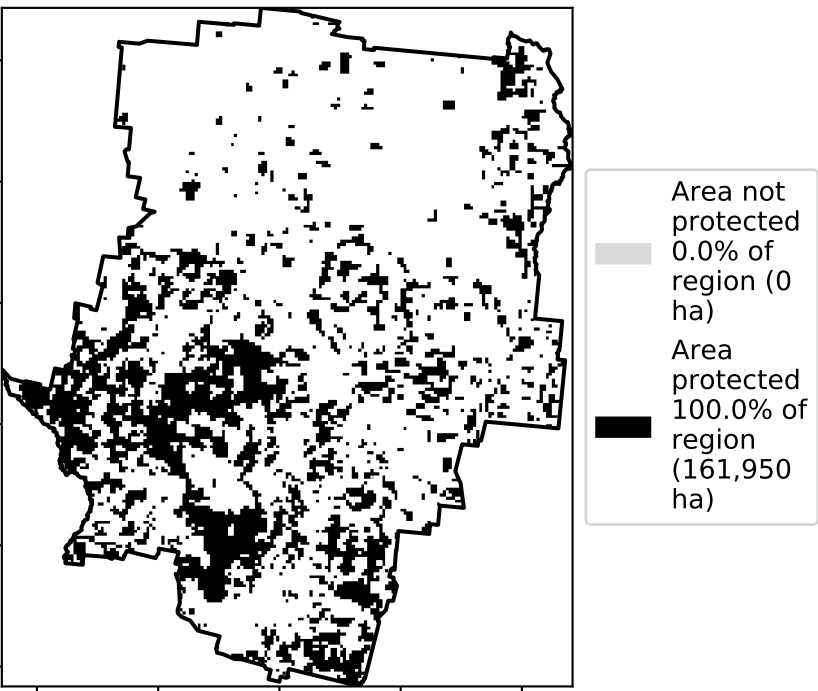 Area not
protected
0.0% of
region (0
ha)
Area
protected
100.0% of
region
(161,950
ha)